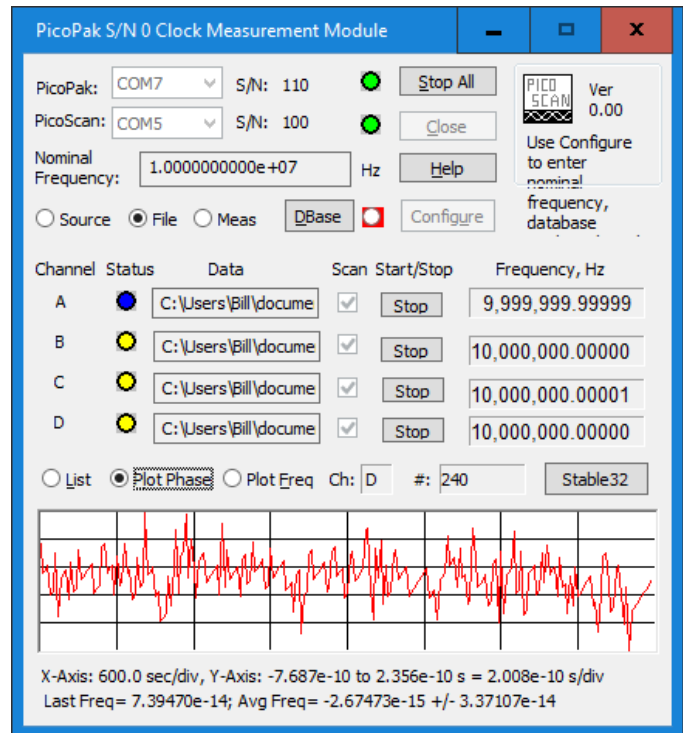 PicoPak S/N 0 Clock Measurement Module
PicoPak: COM7 S/N: 110 Stop All
PICO SCAN Ver 0.00
PicoScan: COM5 S/N: 100 Close
Use Configure
to enter
nominal
frequency,
database
Nominal Frequency: 1.0000000000e+07 Hz Help
Source File Meas DBase Configure
Channel Status Data Scan Start/Stop Frequency, Hz
A C:\Users\Bill\docume Stop 9,999,999.99999
B C:\Users\Bill\docume Stop 10,000,000.00000
C C:\Users\Bill\docume Stop 10,000,000.00001
D C:\Users\Bill\docume Stop 10,000,000.00000
List Plot Phase Plot Freq Ch: D #: 240 Stable32
X-Axis: 600.0 sec/div, Y-Axis: -7.687e-10 to 2.356e-10 s = 2.008e-10 s/div
Last Freq= 7.39470e-14; Avg Freq= -2.67473e-15 +/- 3.37107e-14